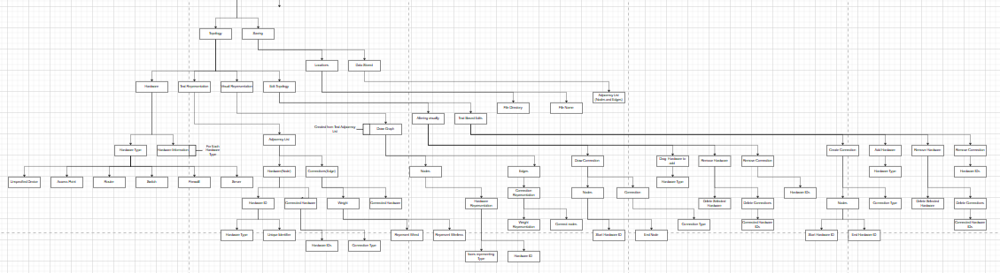 Topology
Saving
Locations
Data Stored
Hardware
Text Representation
Visual Representation
Edit Topology
Adjacency List
(Nodes and Edges)
File Directory
File Name
Altering visually
Text Based Edits
Created from Text Adjacency
List
Draw Graph
Adjacency List
Hardware Type
Hardware Information
For Each
Hardware
Type
Create Connection
Add Hardware
Remove Hardware
Remove Connection
Draw Connection
Drag Hardware to
add
Remove Hardware
Remove Connection
Hardware(Node)
Connections(Edge)
Nodes
Edges
Hardware Type
Hardware IDs
Unspecified Device
Access Point
Router
Switch
Firewall
Server
Hardware Type
Connection
Representation
Nodes
Connection
Hardware IDs
Hardware ID
Connected Hardware
Weight
Connected Hardware
Hardware
Representation
Delete Selected
Hardware
Delete Connections
Nodes
Connection Type
Delete Selected
Hardware
Delete Connections
Weight
Representation
Connect nodes
Connection Type
Connected Hardware
IDs
Connected Hardware
IDs
Hardware Type
Unique Identifier
Represent Wired
Represent Wireless
Start Hardware ID
End Node
Start Hardware ID
End Hardware ID
Hardware IDs
Connection Type
representing
Type
Hardware ID